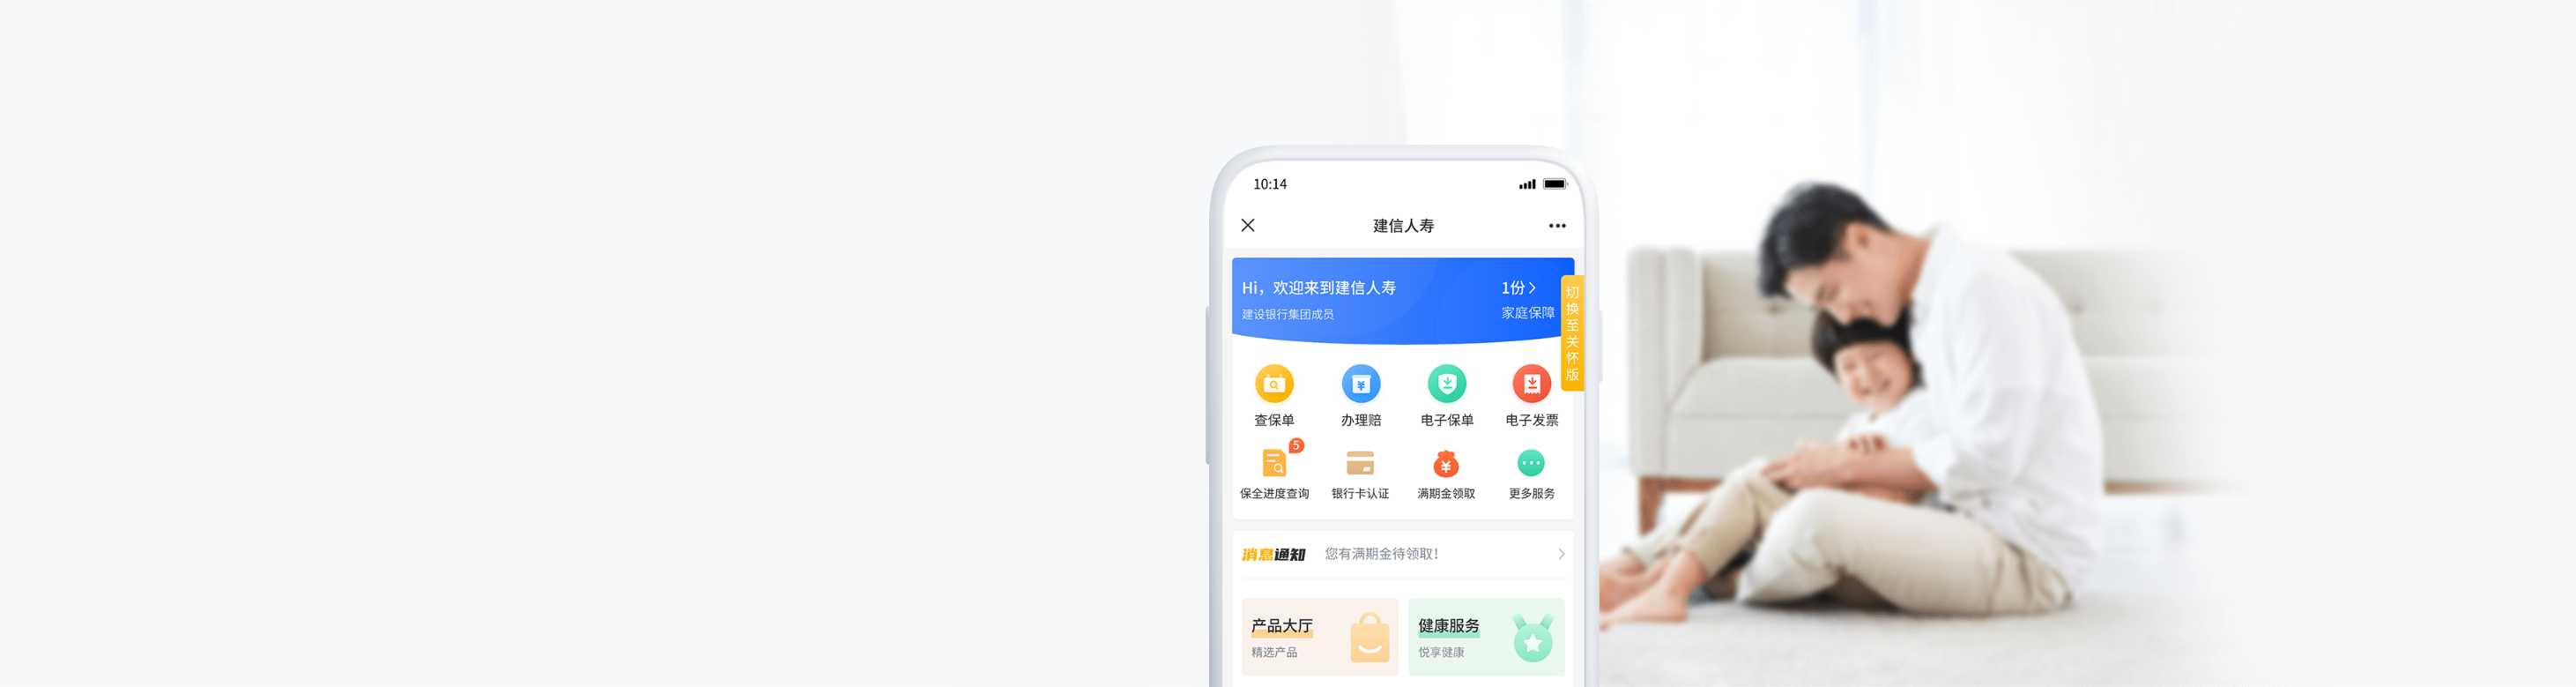 10:14
建信人寿
Hi，欢迎来到建信人寿
1份
建设银行集团成员
家庭保障
切换至关怀版
查保单
办理赔
电子保单
电子发票
5
保全进度查询
银行卡认证
满期金领取
更多服务
消息通知
您有满期金待领取！
产品大厅
健康服务
精选产品
悦享健康